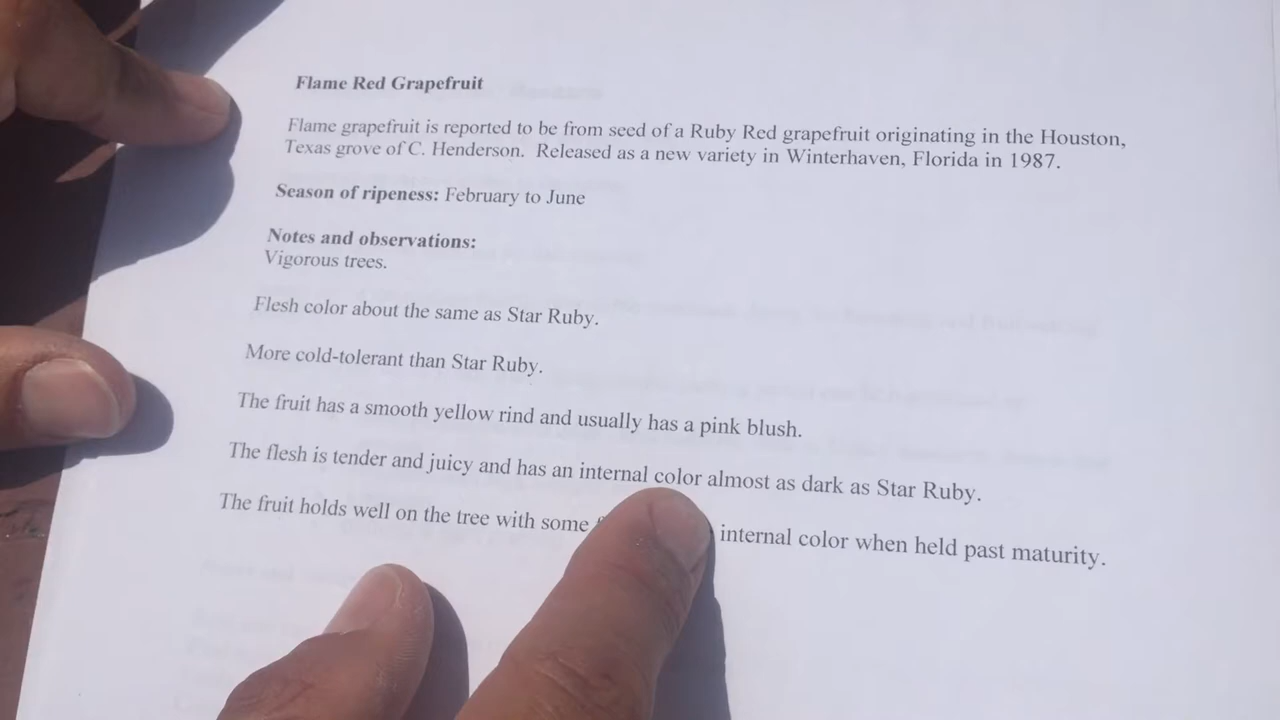 Flame Red Grapefruit
Flame grapefruit is reported to be from seed of a Ruby Red grapefruit originating in the Houston,
Texas grove of C. Henderson. Released as a new variety in Winterhaven, Florida in 1987.
Season of ripeness: February to June
Notes and observations:
Vigorous trees.
Flesh color about the same as Star Ruby.
More cold-tolerant than Star Ruby.
The fruit has a smooth yellow rind and usually has a pink blush.
The flesh is tender and juicy and has an internal color almost as dark as Star Ruby.
The fruit holds well on the tree with some internal color when held past maturity.